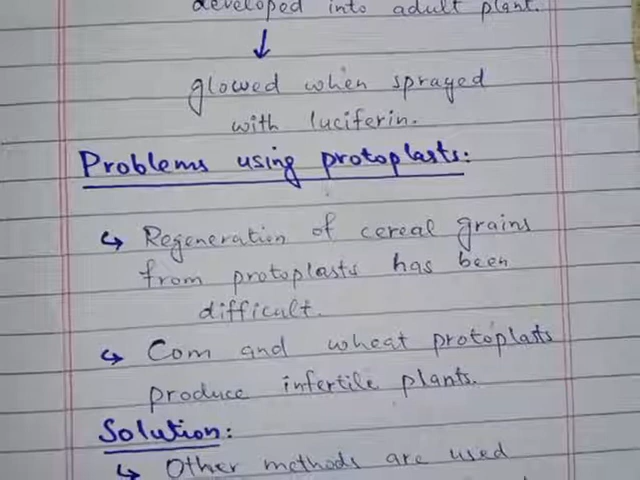 developed into adult plant.
↓
glowed when sprayed
with luciferin.
Problems using protoplasts:
↳ Regeneration of cereal grains
from protoplasts has been
difficult.
↳ Corn and wheat protoplasts
produce infertile plants.
Solution:
↳ Other methods are used